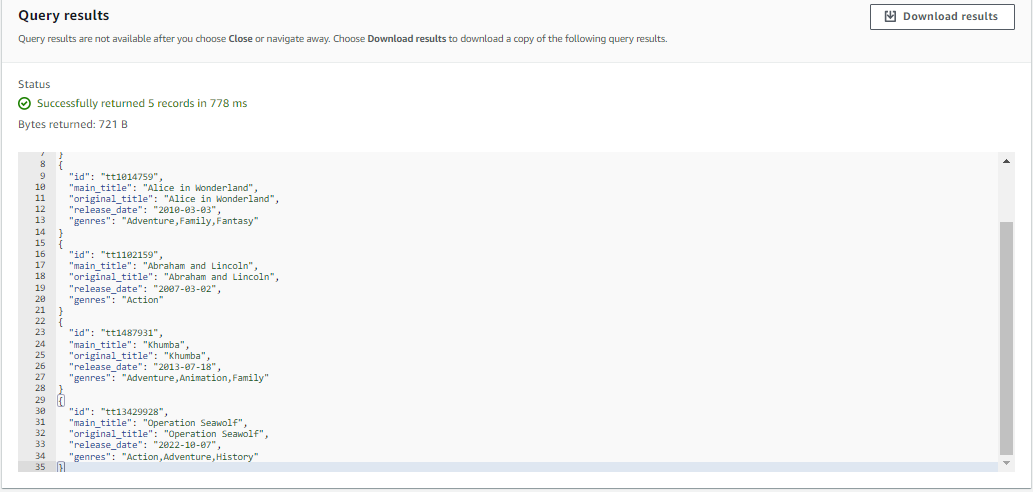 Query results
Download results
Query results are not available after you choose Close or navigate away. Choose Download results to download a copy of the following query results.
Status
Successfully returned 5 records in 778 ms
Bytes returned: 721 B
7 }
8 {
9 "id": "tt1014759",
10 "main_title": "Alice in Wonderland",
11 "original_title": "Alice in Wonderland",
12 "release_date": "2010-03-03",
13 "genres": "Adventure,Family,Fantasy"
14 }
15 {
16 "id": "tt1102159",
17 "main_title": "Abraham and Lincoln",
18 "original_title": "Abraham and Lincoln",
19 "release_date": "2007-03-02",
20 "genres": "Action"
21 }
22 {
23 "id": "tt1487931",
24 "main_title": "Khumba",
25 "original_title": "Khumba",
26 "release_date": "2013-07-18",
27 "genres": "Adventure,Animation,Family"
28 }
29 {
30 "id": "tt13429928",
31 "main_title": "Operation Seawolf",
32 "original_title": "Operation Seawolf",
33 "release_date": "2022-10-07",
34 "genres": "Action,Adventure,History"
35 }